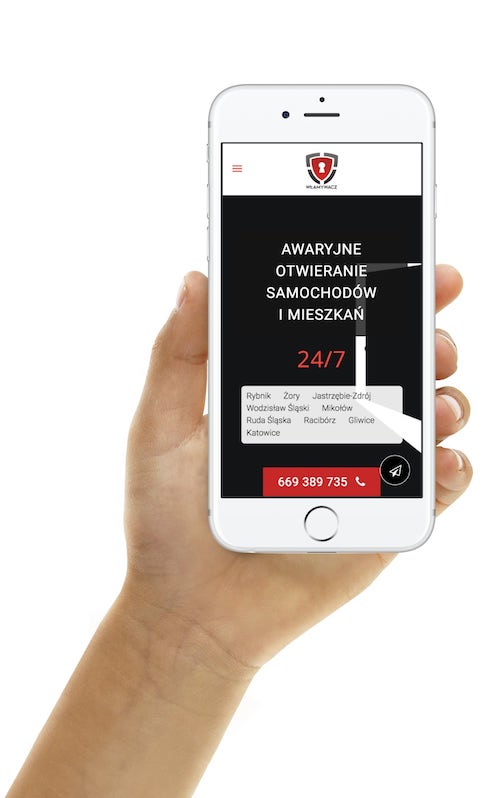 WŁAMYWACZ
AWARYJNE
OTWIERANIE
SAMOCHODÓW
I MIESZKAŃ
24/7
Rybnik Żory Jastrzębie-Zdrój
Wodzisław Śląski Mikołów
Ruda Śląska Racibórz Gliwice
Katowice
669 389 735